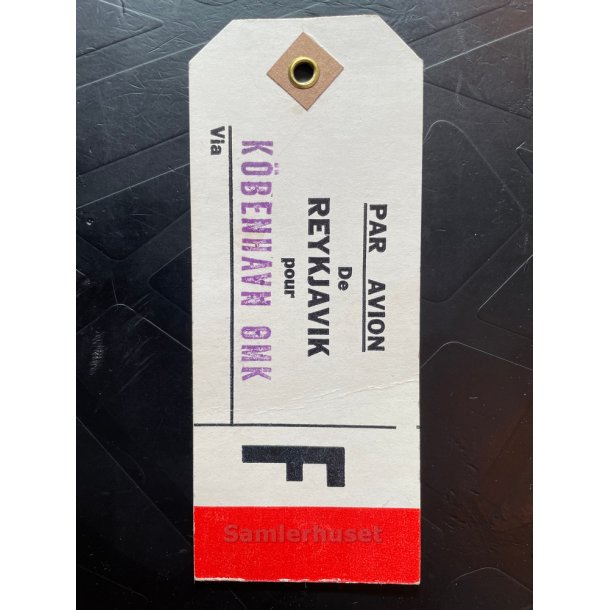 PAR AVION
De
REYKJAVIK
pour
KÖBENHAVN OMK
Via
F
Samlerhuset